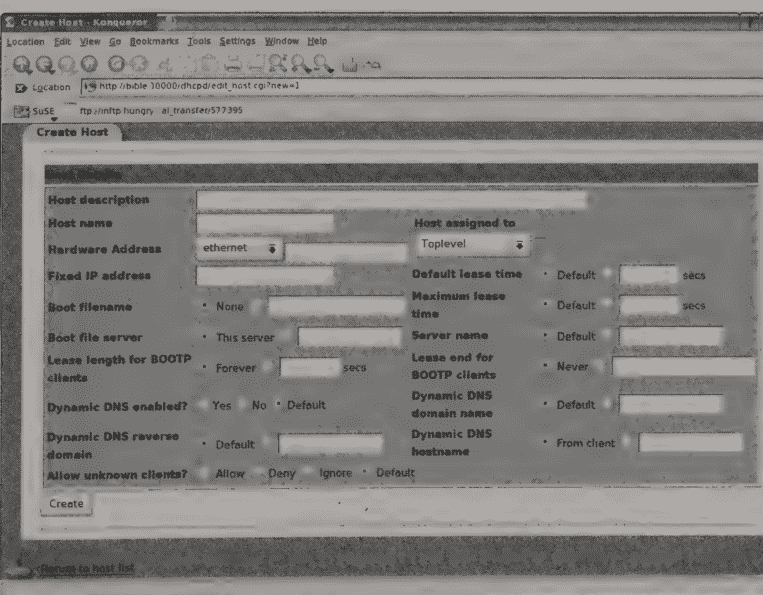 Create Host - Konqueror
Location Edit View Go Bookmarks Tools Settings Window Help
Location http://bible:10000/dhcpd/edit_host.cgi?new=1
SuSE ftp://inftp hungry al_transfer/577395
Create Host
Host description
Host name Host assigned to
Hardware Address ethernet Toplevel
Fixed IP address Default lease time Default secs
Boot filename None Maximum lease time Default secs
Boot file server This server Server name Default
Lease length for BOOTP clients Forever secs Lease end for BOOTP clients Never
Dynamic DNS enabled? Yes No Default Dynamic DNS domain name Default
Dynamic DNS reverse domain Default Dynamic DNS hostname From client
Allow unknown clients? Allow Deny Ignore Default
Create
Return to host list